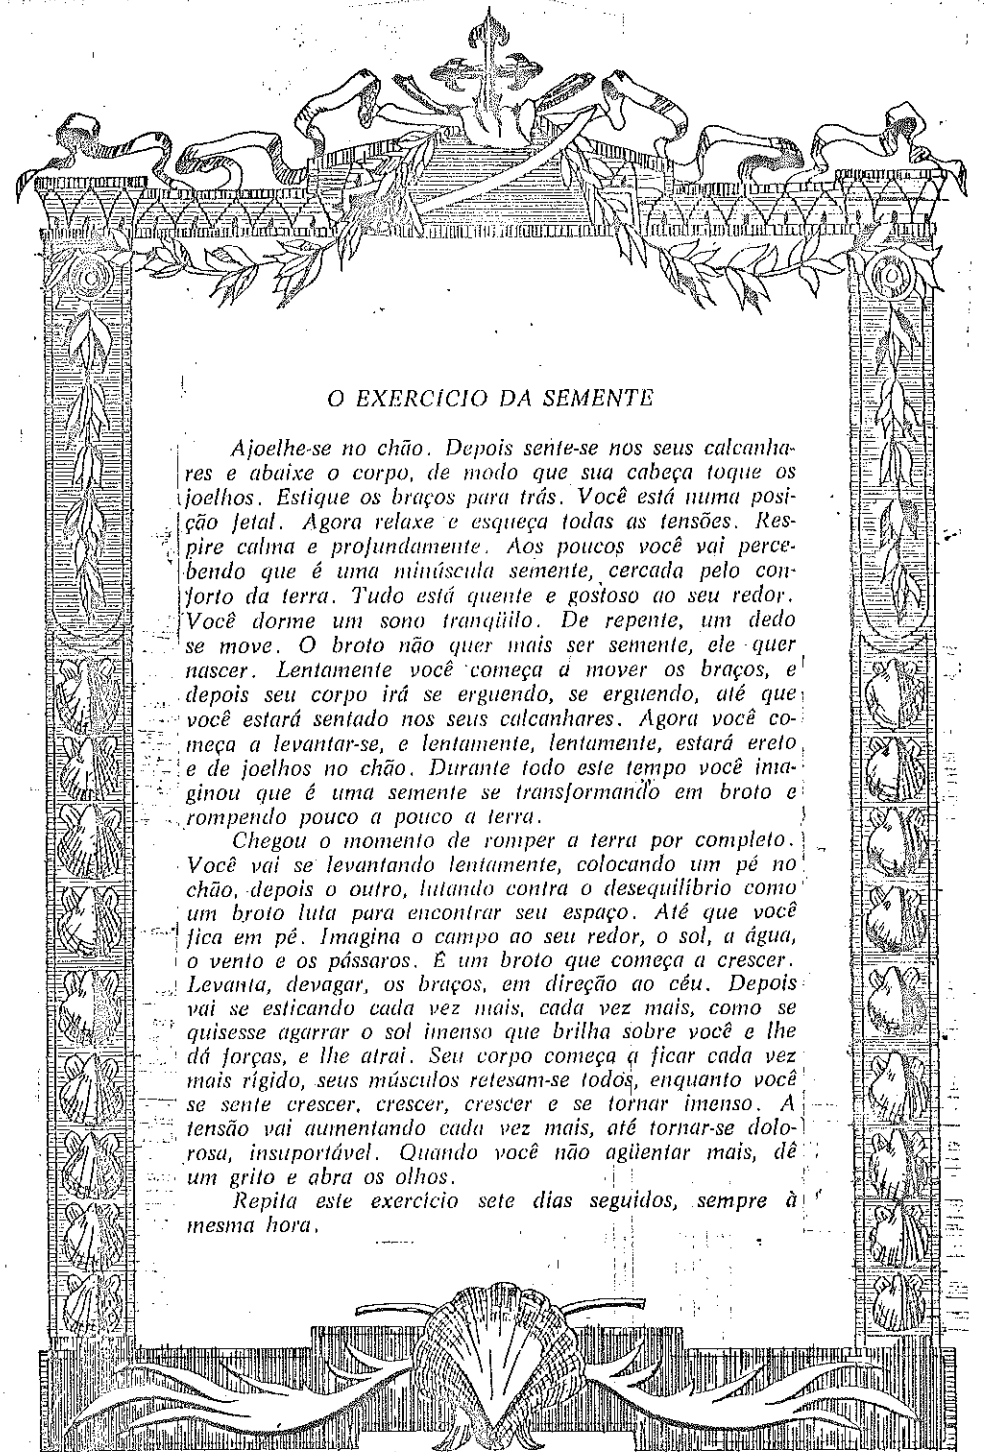 O EXERCÍCIO DA SEMENTE
Ajoelhe-se no chão. Depois sente-se nos seus calcanha-
res e abaixe o corpo, de modo que sua cabeça toque os
joelhos. Estique os braços para trás. Você está numa posi-
ção fetal. Agora relaxe e esqueça todas as tensões. Res-
pire calma e profundamente. Aos poucos você vai perce-
bendo que é uma minúscula semente, cercada pelo con-
forto da terra. Tudo está quente e gostoso ao seu redor.
Você dorme um sono tranqüilo. De repente, um dedo
se move. O broto não quer mais ser semente, ele quer
nascer. Lentamente você começa a mover os braços, e
depois seu corpo irá se erguendo, se erguendo, até que
você estará sentado nos seus calcanhares. Agora você co-
meça a levantar-se, e lentamente, lentamente, estará ereto
e de joelhos no chão. Durante todo este tempo você ima-
ginou que é uma semente se transformando em broto e
rompendo pouco a pouco a terra.
Chegou o momento de romper a terra por completo.
Você vai se levantando lentamente, colocando um pé no
chão, depois o outro, lutando contra o desequilíbrio como
um broto luta para encontrar seu espaço. Até que você
fica em pé. Imagina o campo ao seu redor, o sol, a água,
o vento e os pássaros. É um broto que começa a crescer.
Levanta, devagar, os braços, em direção ao céu. Depois
vai se esticando cada vez mais, cada vez mais, como se
quisesse agarrar o sol imenso que brilha sobre você e lhe
dá forças, e lhe atrai. Seu corpo começa a ficar cada vez
mais rígido, seus músculos retesam-se todos, enquanto você
se sente crescer, crescer, crescer e se tornar imenso. A
tensão vai aumentando cada vez mais, até tornar-se dolo-
rosa, insuportável. Quando você não agüentar mais, dê
um grito e abra os olhos.
Repita este exercício sete dias seguidos, sempre à
mesma hora.